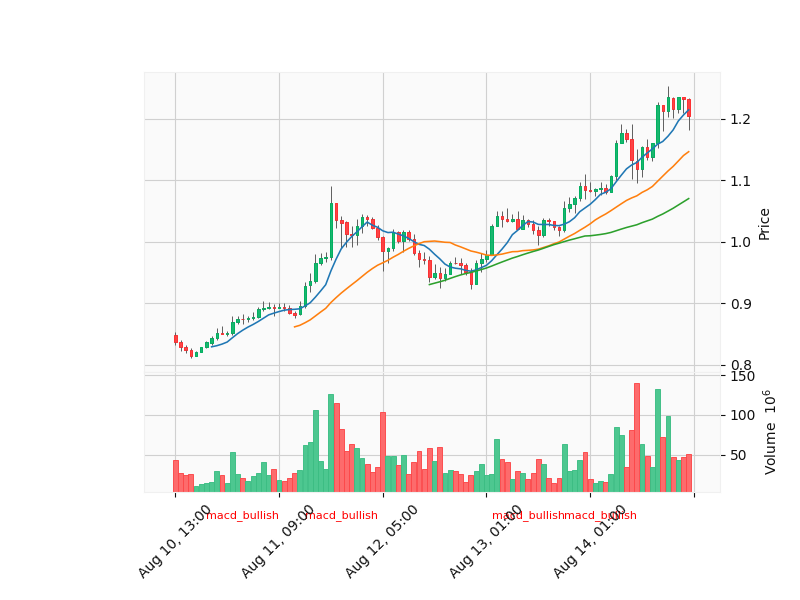 1.2
1.1
1.0
0.9
0.8
Price
150
100
50
Volume 10^6
macd_bullish
macd_bullish
macd_bullish
macd_bullish
Aug 10, 13:00
Aug 11, 09:00
Aug 12, 05:00
Aug 13, 01:00
Aug 14, 01:00